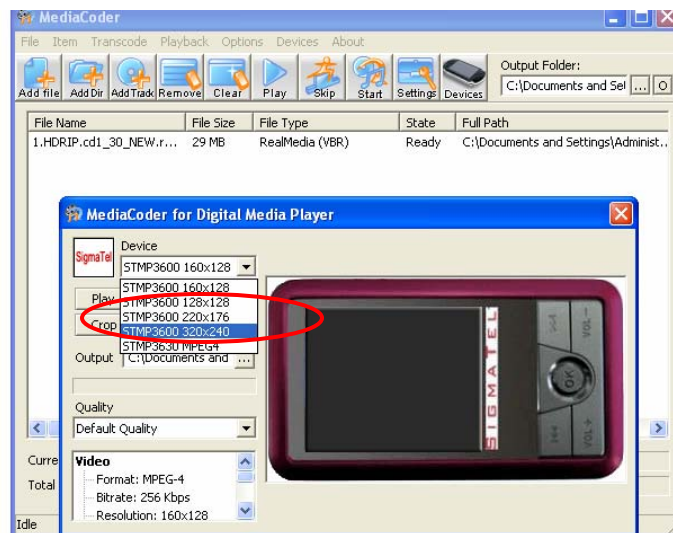 MediaCoder
File Item Transcode Playback Options Devices About
Add file Add Dir Add Track Remove Clear Play Skip Start Settings Devices
Output Folder:
C:\Documents and Set ... O
File Name File Size File Type State Full Path
1.HDRIP.cd1_30_NEW.r... 29 MB RealMedia (VBR) Ready C:\Documents and Settings\Administ..
MediaCoder for Digital Media Player
SigmaTel
Device
STMP3600 160x128
STMP3600 160x128
Play
STMP3600 128x128
STMP3600 220x176
Crop
STMP3600 320x240
STMP3630 MPEG4
Output C:\Documents and ...
Quality
Default Quality
Video
Format: MPEG-4
Bitrate: 256 Kbps
Resolution: 160x128
SIGMATEL
VOL -
OK
VOL +
Curre
Total
Idle